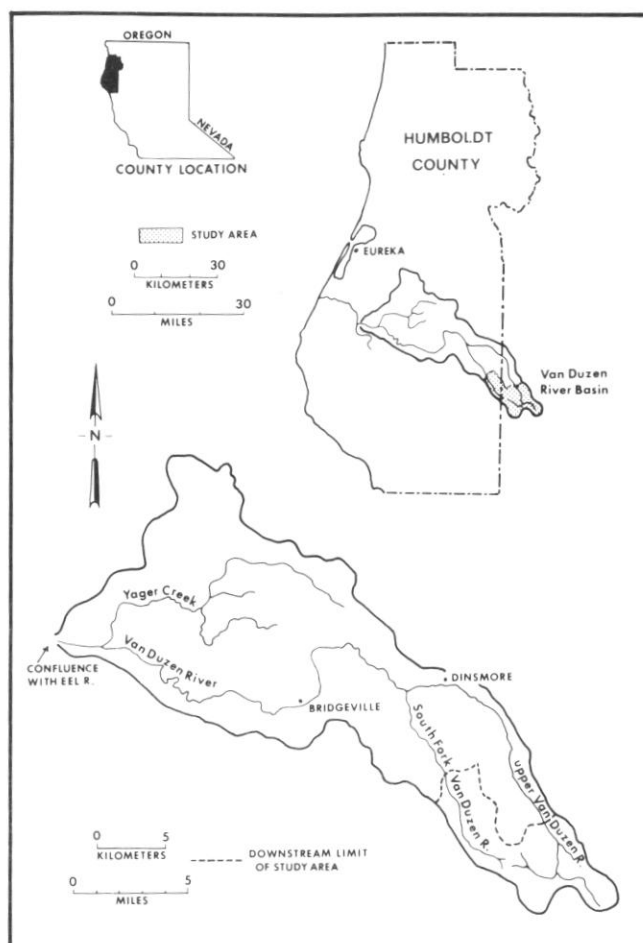 OREGON
NEVADA
COUNTY LOCATION
HUMBOLDT
COUNTY
STUDY AREA
0 30
KILOMETERS
0 30
MILES
EUREKA
Van Duzen
River Basin
N
Yager Creek
Van Duzen River
CONFLUENCE
WITH EEL R.
BRIDGEVILLE
DINSMORE
South Fork
Van Duzen R.
upper Van Duzen R.
0 5
KILOMETERS
0 5
MILES
DOWNSTREAM LIMIT
OF STUDY AREA